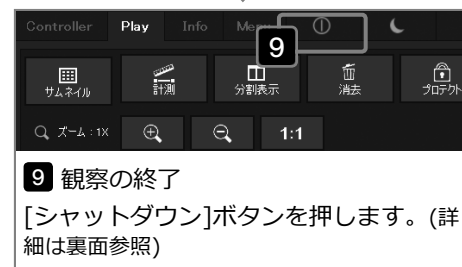 Controller Play Info Menu
9
サムネイル 計測 分割表示 消去 プロテクト
ズーム : 1X 1:1
9 観察の終了
[シャットダウン]ボタンを押します。(詳
細は裏面参照)